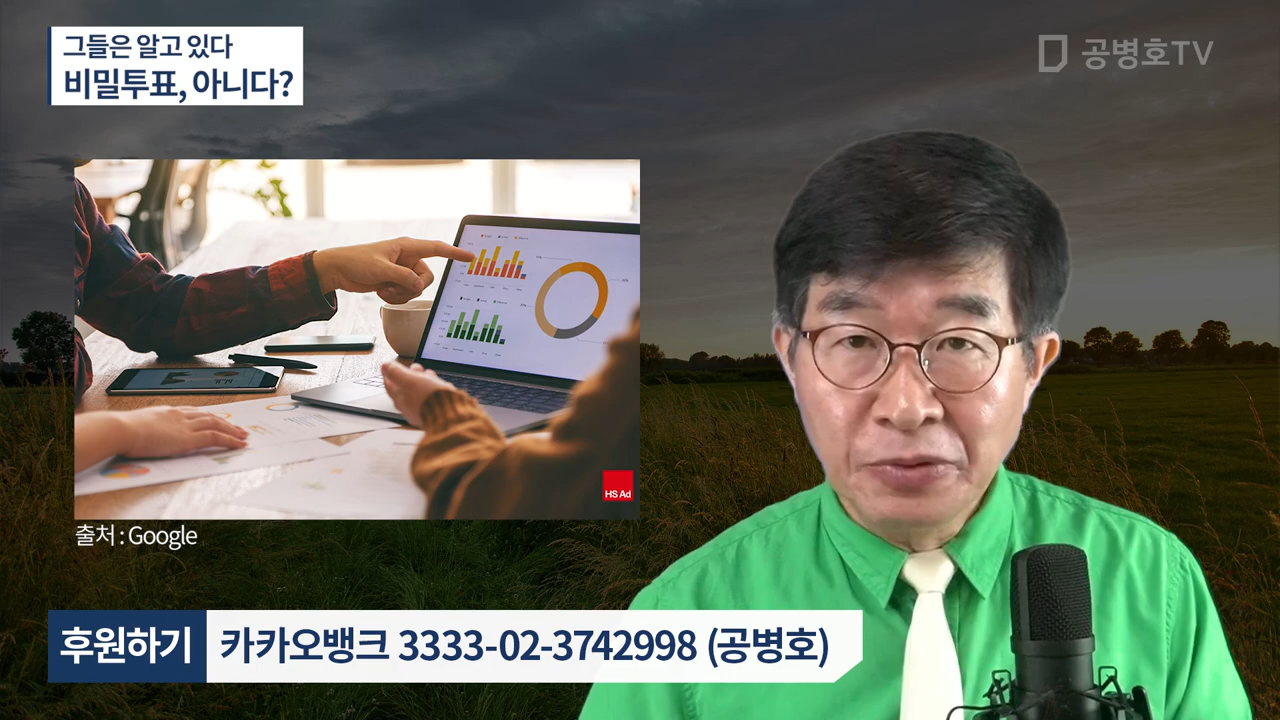 그들은 알고 있다
비밀투표, 아니다?
공병호TV
HS Ad
출처 : Google
후원하기
카카오뱅크 3333-02-3742998 (공병호)